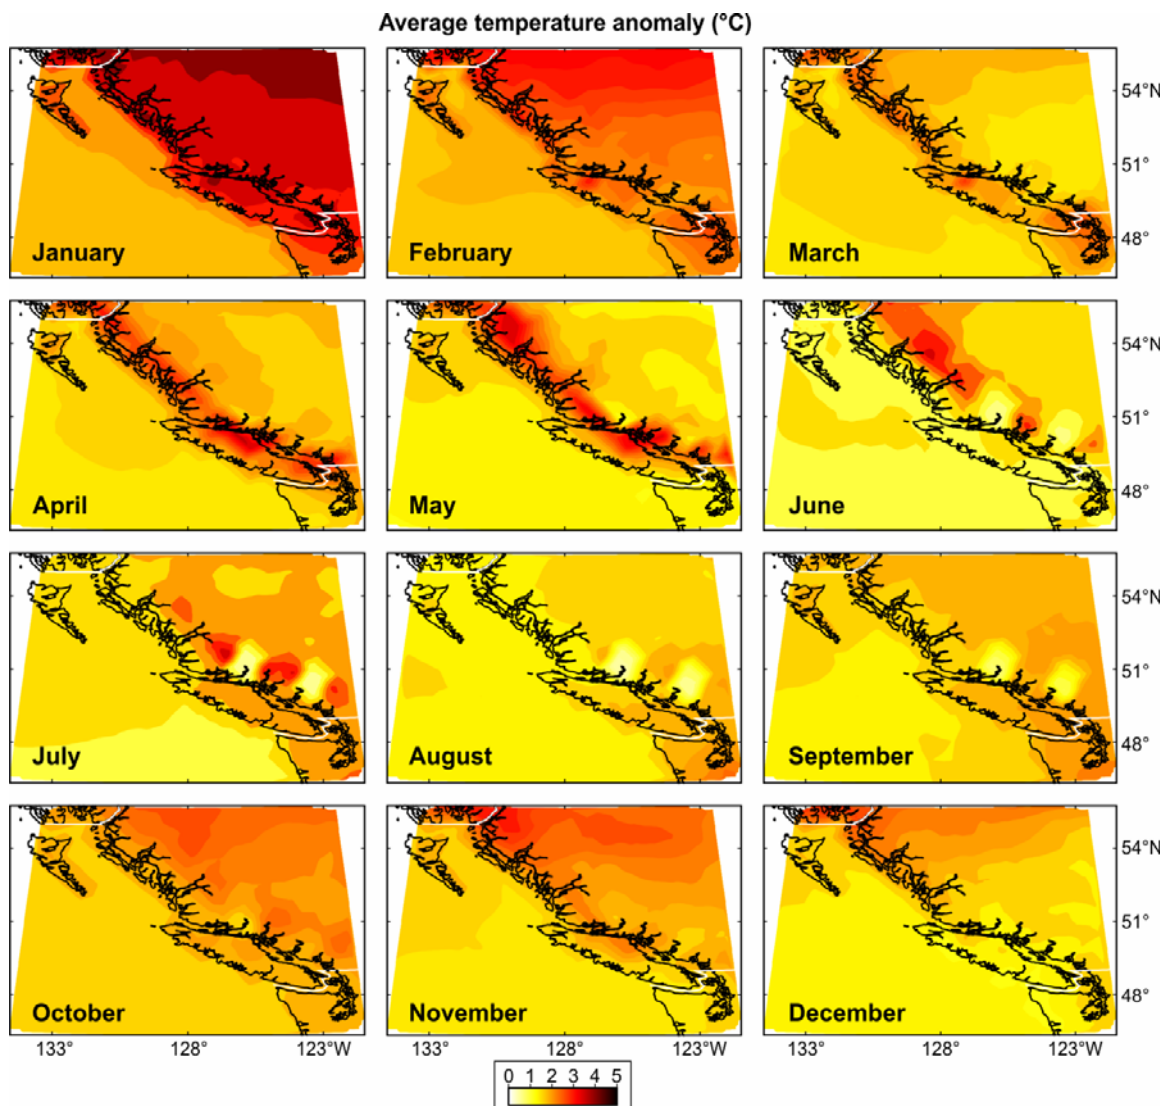 Average temperature anomaly (°C)
January
February
March
54°N
51°
48°
April
May
June
54°N
51°
48°
July
August
September
54°N
51°
48°
October
November
December
54°N
51°
48°
133° 128° 123°W 133° 128° 123°W 133° 128° 123°W
0 1 2 3 4 5